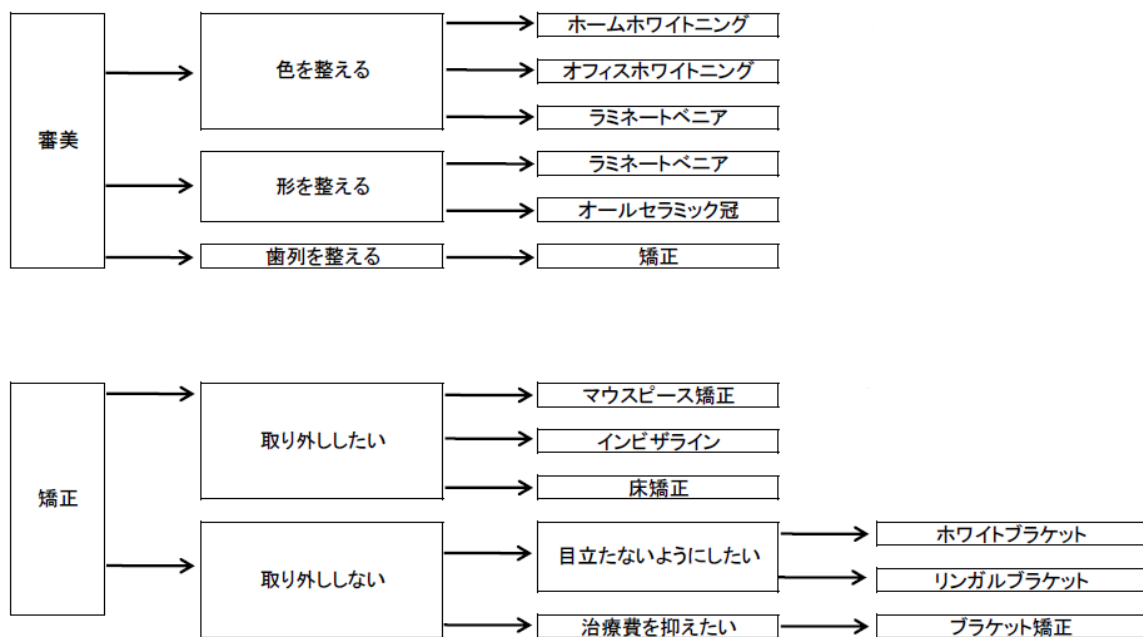 審美
色を整える
ホームホワイトニング
オフィスホワイトニング
ラミネートベニア
形を整える
ラミネートベニア
オールセラミック冠
歯列を整える
矯正
矯正
取り外ししたい
マウスピース矯正
インビザライン
床矯正
取り外ししない
目立たないようにしたい
ホワイトブラケット
リンガルブラケット
治療費を抑えたい
ブラケット矯正